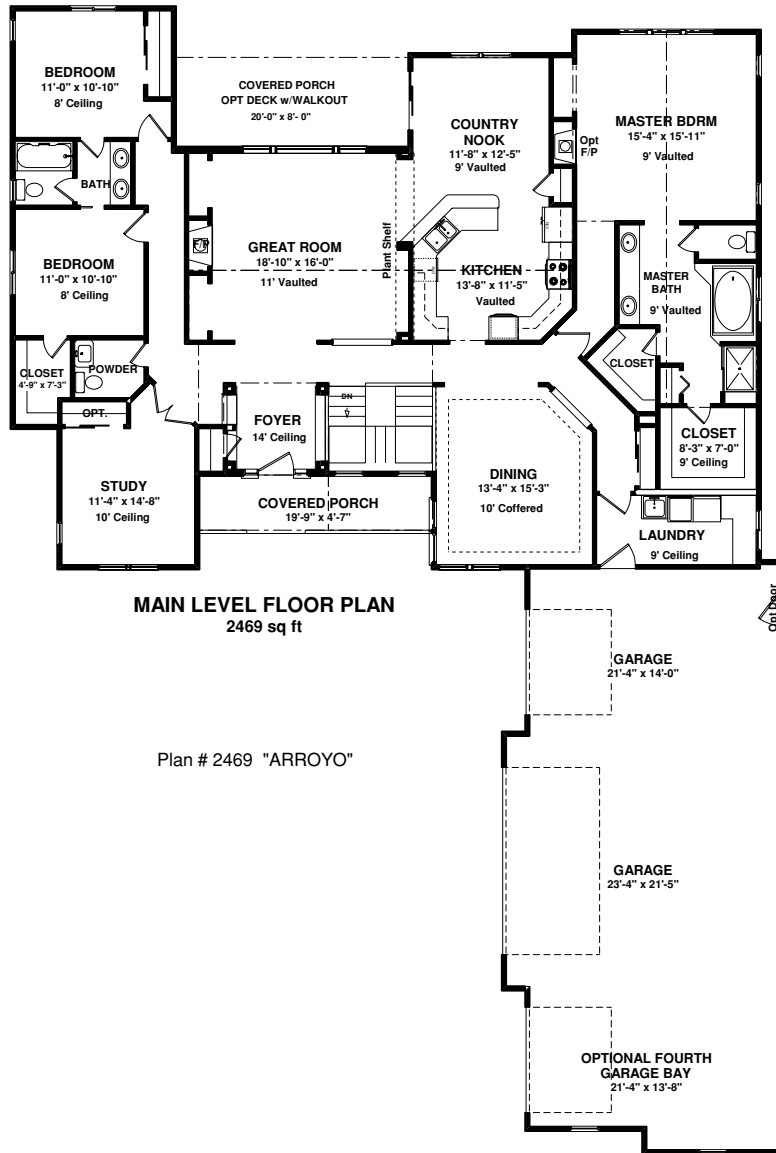 BEDROOM
11'-0" x 10'-10"
8' Ceiling
COVERED PORCH
OPT DECK w/WALKOUT
20'-0" x 8'- 0"
COUNTRY
NOOK
11'-8" x 12'-5"
9' Vaulted
Opt
F/P
MASTER BDRM
15'-4" x 15'-11"
9' Vaulted
BATH
BEDROOM
11'-0" x 10'-10"
8' Ceiling
GREAT ROOM
18'-10" x 16'-0"
11' Vaulted
Plant Shelf
KITCHEN
13'-8" x 11'-5"
Vaulted
MASTER
BATH
9' Vaulted
CLOSET
4'-9" x 7'-3"
POWDER
OPT.
CLOSET
FOYER
14' Ceiling
DN
CLOSET
8'-3" x 7'-0"
9' Ceiling
STUDY
11'-4" x 14'-8"
10' Ceiling
COVERED PORCH
19'-9" x 4'-7"
DINING
13'-4" x 15'-3"
10' Coffered
LAUNDRY
9' Ceiling
MAIN LEVEL FLOOR PLAN
2469 sq ft
Opt Door
GARAGE
21'-4" x 14'-0"
Plan # 2469 "ARROYO"
GARAGE
23'-4" x 21'-5"
OPTIONAL FOURTH
GARAGE BAY
21'-4" x 13'-8"